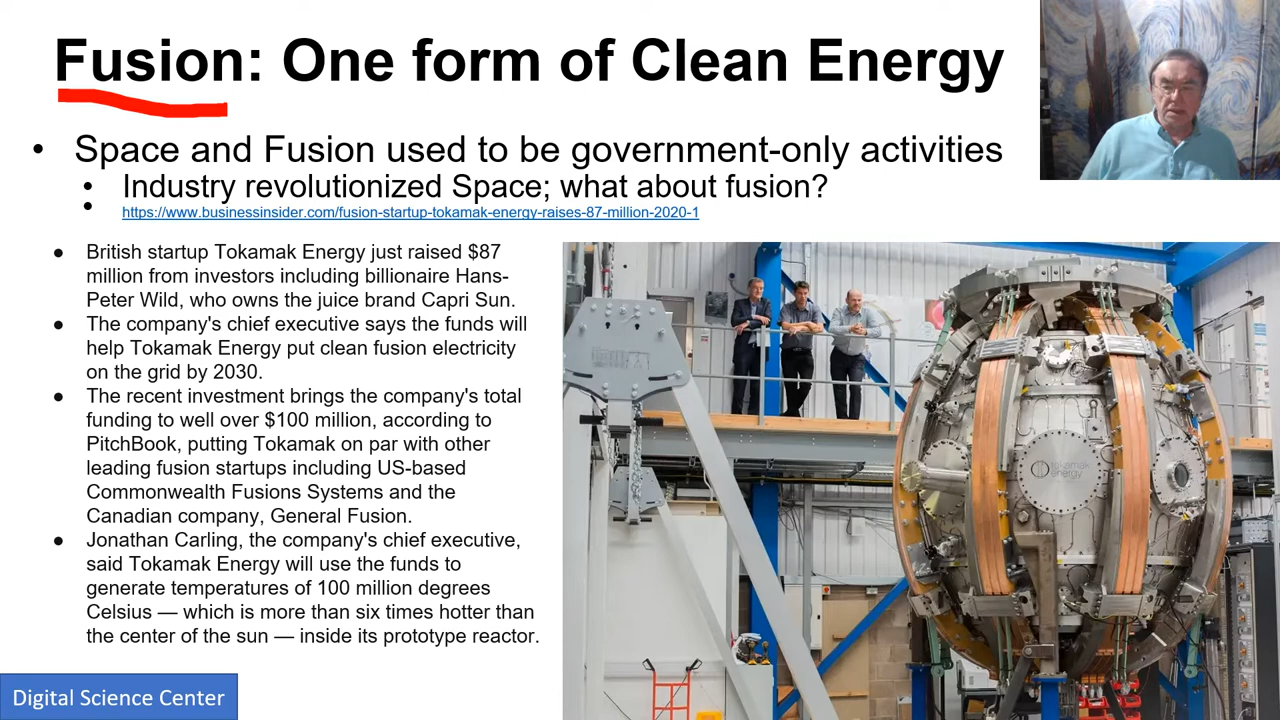 Fusion: One form of Clean Energy
• Space and Fusion used to be government-only activities
• Industry revolutionized Space; what about fusion?
• https://www.businessinsider.com/fusion-startup-tokamak-energy-raises-87-million-2020-1
● British startup Tokamak Energy just raised $87
million from investors including billionaire Hans-
Peter Wild, who owns the juice brand Capri Sun.
● The company's chief executive says the funds will
help Tokamak Energy put clean fusion electricity
on the grid by 2030.
● The recent investment brings the company's total
funding to well over $100 million, according to
PitchBook, putting Tokamak on par with other
leading fusion startups including US-based
Commonwealth Fusions Systems and the
Canadian company, General Fusion.
● Jonathan Carling, the company's chief executive,
said Tokamak Energy will use the funds to
generate temperatures of 100 million degrees
Celsius — which is more than six times hotter than
the center of the sun — inside its prototype reactor.
tokamak
energy
Digital Science Center